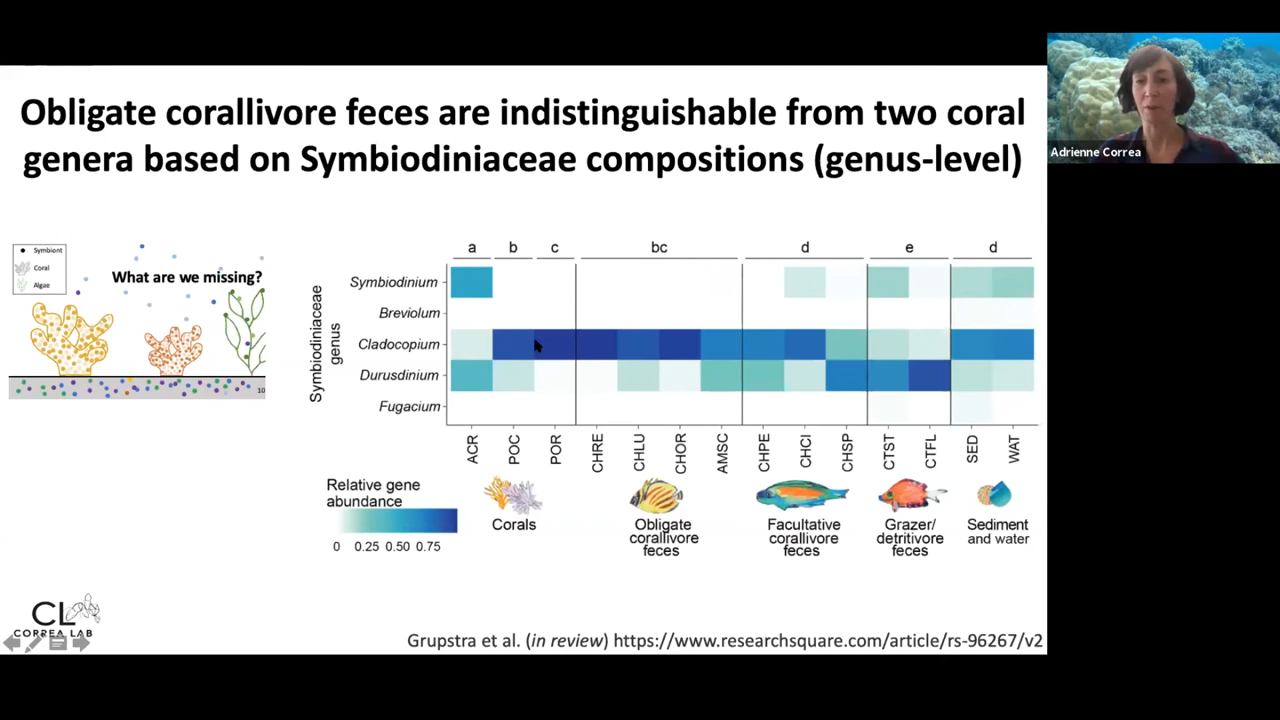 Obligate corallivore feces are indistinguishable from two coral
genera based on Symbiodiniaceae compositions (genus-level)
Adrienne Correa
Symbiont
Coral
Algae
What are we missing?
10
a b c bc d e d
Symbiodiniaceae
genus
Symbiodinium
Breviolum
Cladocopium
Durusdinium
Fugacium
ACR POC POR CHRE CHLU CHOR AMSC CHPE CHCI CHSP CTST CTFL SED WAT
Relative gene
abundance
0 0.25 0.50 0.75
Corals
Obligate
corallivore
feces
Facultative
corallivore
feces
Grazer/
detritivore
feces
Sediment
and water
CL
CORREA LAB
Grupstra et al. (in review) https://www.researchsquare.com/article/rs-96267/v2